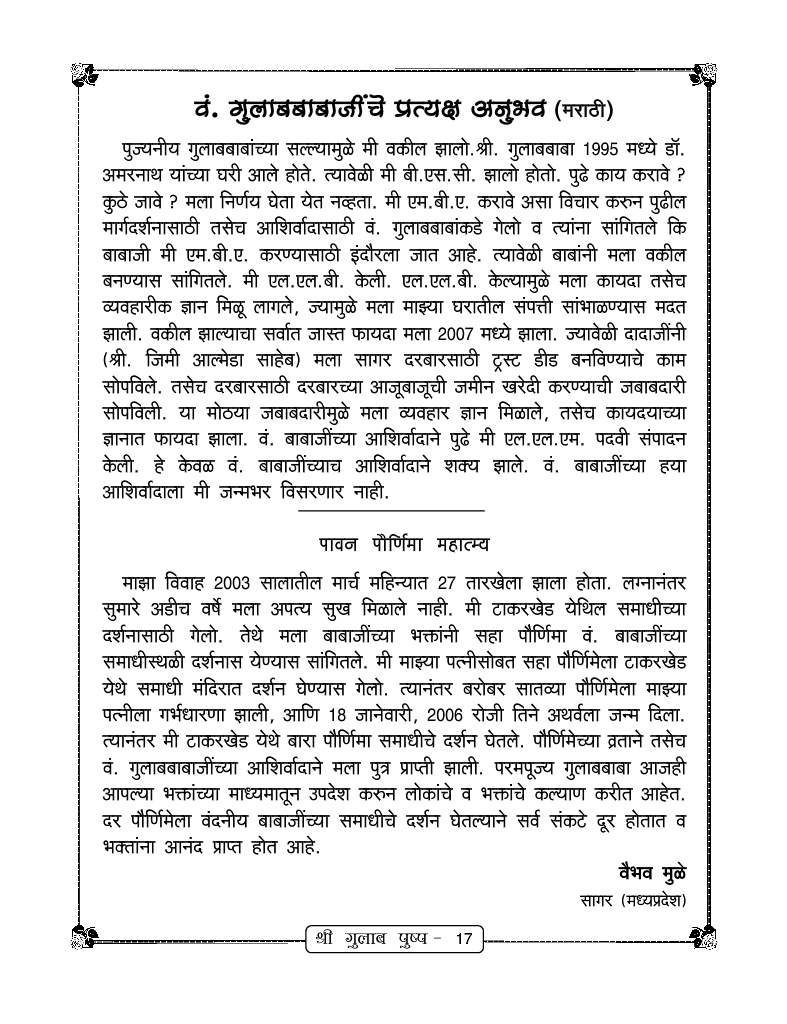 वं. गुलाबबाबाजींचे प्रत्यक्ष अनुभव (मराठी)
पुज्यनीय गुलाबबाबांच्या सल्ल्यामुळे मी वकील झालो.श्री. गुलाबबाबा 1995 मध्ये डॉ.
अमरनाथ यांच्या घरी आले होते. त्यावेळी मी बी.एस.सी. झालो होतो. पुढे काय करावे ?
कुठे जावे ? मला निर्णय घेता येत नव्हता. मी एम.बी.ए. करावे असा विचार करुन पुढील
मार्गदर्शनासाठी तसेच आशिर्वादासाठी वं. गुलाबबाबांकडे गेलो व त्यांना सांगितले कि
बाबाजी मी एम.बी.ए. करण्यासाठी इंदौरला जात आहे. त्यावेळी बाबांनी मला वकील
बनण्यास सांगितले. मी एल.एल.बी. केली. एल.एल.बी. केल्यामुळे मला कायदा तसेच
व्यवहारीक ज्ञान मिळू लागले, ज्यामुळे मला माझ्या घरातील संपत्ती सांभाळण्यास मदत
झाली. वकील झाल्याचा सर्वात जास्त फायदा मला 2007 मध्ये झाला. ज्यावेळी दादाजींनी
(श्री. जिमी आल्मेडा साहेब) मला सागर दरबारसाठी ट्रस्ट डीड बनविण्याचे काम
सोपविले. तसेच दरबारसाठी दरबारच्या आजूबाजूची जमीन खरेदी करण्याची जबाबदारी
सोपविली. या मोठया जबाबदारीमुळे मला व्यवहार ज्ञान मिळाले, तसेच कायदयाच्या
ज्ञानात फायदा झाला. वं. बाबाजींच्या आशिर्वादाने पुढे मी एल.एल.एम. पदवी संपादन
केली. हे केवळ वं. बाबाजींच्याच आशिर्वादाने शक्य झाले. वं. बाबाजींच्या हया
आशिर्वादाला मी जन्मभर विसरणार नाही.
पावन पौर्णिमा महात्म्य
माझा विवाह 2003 सालातील मार्च महिन्यात 27 तारखेला झाला होता. लग्नानंतर
सुमारे अडीच वर्षे मला अपत्य सुख मिळाले नाही. मी टाकरखेड येथिल समाधीच्या
दर्शनासाठी गेलो. तेथे मला बाबाजींच्या भक्तांनी सहा पौर्णिमा वं. बाबाजींच्या
समाधीस्थळी दर्शनास येण्यास सांगितले. मी माझ्या पत्नीसोबत सहा पौर्णिमेला टाकरखेड
येथे समाधी मंदिरात दर्शन घेण्यास गेलो. त्यानंतर बरोबर सातव्या पौर्णिमेला माझ्या
पत्नीला गर्भधारणा झाली, आणि 18 जानेवारी, 2006 रोजी तिने अथर्वला जन्म दिला.
त्यानंतर मी टाकरखेड येथे बारा पौर्णिमा समाधीचे दर्शन घेतले. पौर्णिमेच्या व्रताने तसेच
वं. गुलाबबाबाजींच्या आशिर्वादाने मला पुत्र प्राप्ती झाली. परमपूज्य गुलाबबाबा आजही
आपल्या भक्तांच्या माध्यमातून उपदेश करुन लोकांचे व भक्तांचे कल्याण करीत आहेत.
दर पौर्णिमेला वंदनीय बाबाजींच्या समाधीचे दर्शन घेतल्याने सर्व संकटे दूर होतात व
भक्तांना आनंद प्राप्त होत आहे.
वैभव मुळे
सागर (मध्यप्रदेश)
श्री गुलाब पुष्प - 17